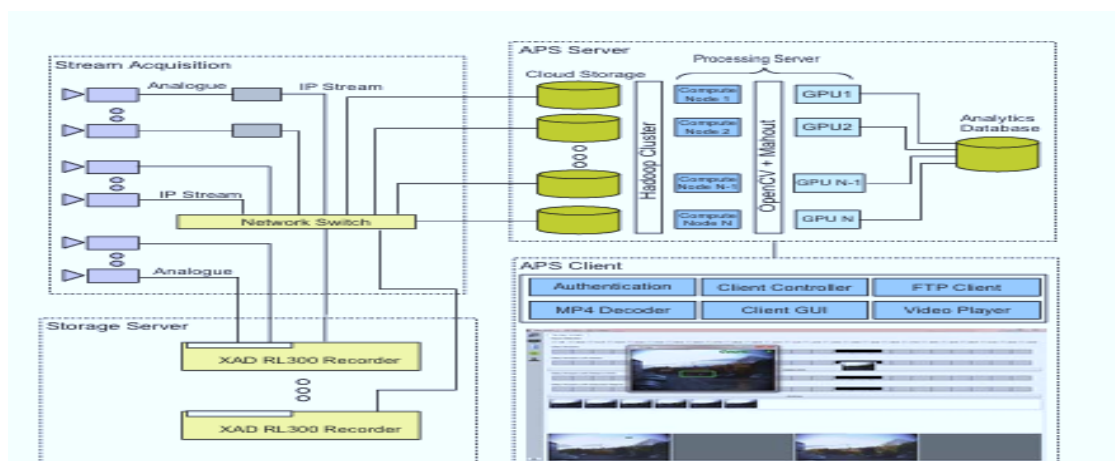 Stream Acquisition
Analogue
IP Stream
IP Stream
Network Switch
Analogue
Storage Server
XAD RL300 Recorder
XAD RL300 Recorder
APS Server
Processing Server
Cloud Storage
Hadoop Cluster
Compute
Node 1
Compute
Node 2
Compute
Node N-1
Compute
Node N
OpenCV + Mahout
GPU1
GPU2
GPU N-1
GPU N
Analytics
Database
APS Client
Authentication
Client Controller
FTP Client
MP4 Decoder
Client GUI
Video Player